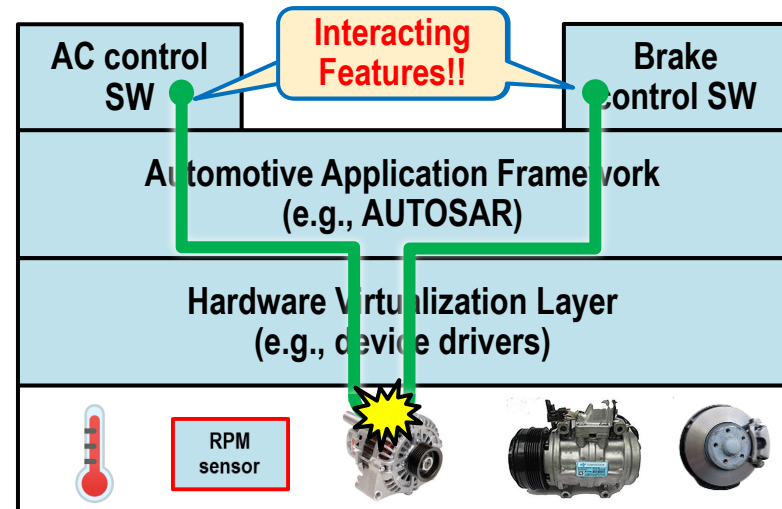 AC control
SW
Interacting
Features!!
Brake
control SW
Automotive Application Framework
(e.g., AUTOSAR)
Hardware Virtualization Layer
(e.g., device drivers)
RPM
sensor